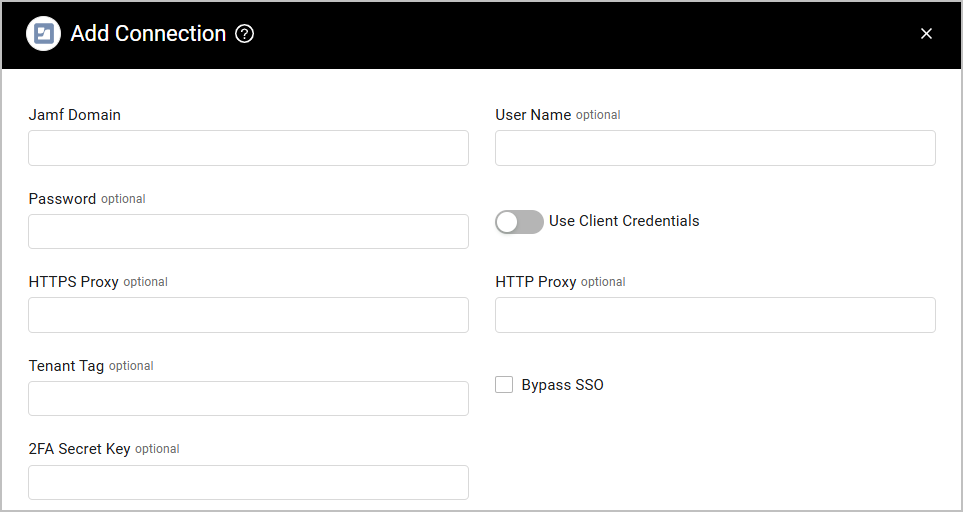 Add Connection ?
Jamf Domain
User Name optional
Password optional
Use Client Credentials
HTTPS Proxy optional
HTTP Proxy optional
Tenant Tag optional
Bypass SSO
2FA Secret Key optional